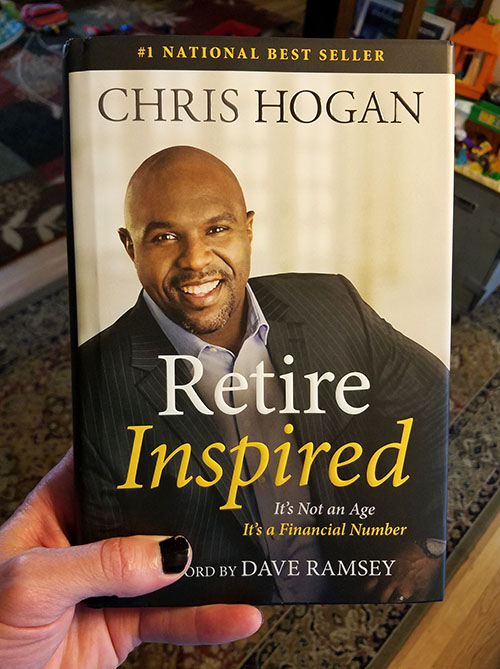 #1 NATIONAL BEST SELLER
CHRIS HOGAN
Retire
Inspired
It's Not an Age
It's a Financial Number
ORD BY DAVE RAMSEY